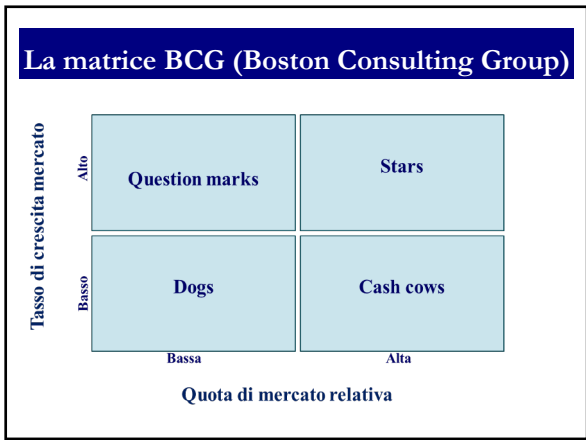 La matrice BCG (Boston Consulting Group)
Tasso di crescita mercato
Alto
Question marks
Stars
Basso
Dogs
Cash cows
Bassa
Alta
Quota di mercato relativa